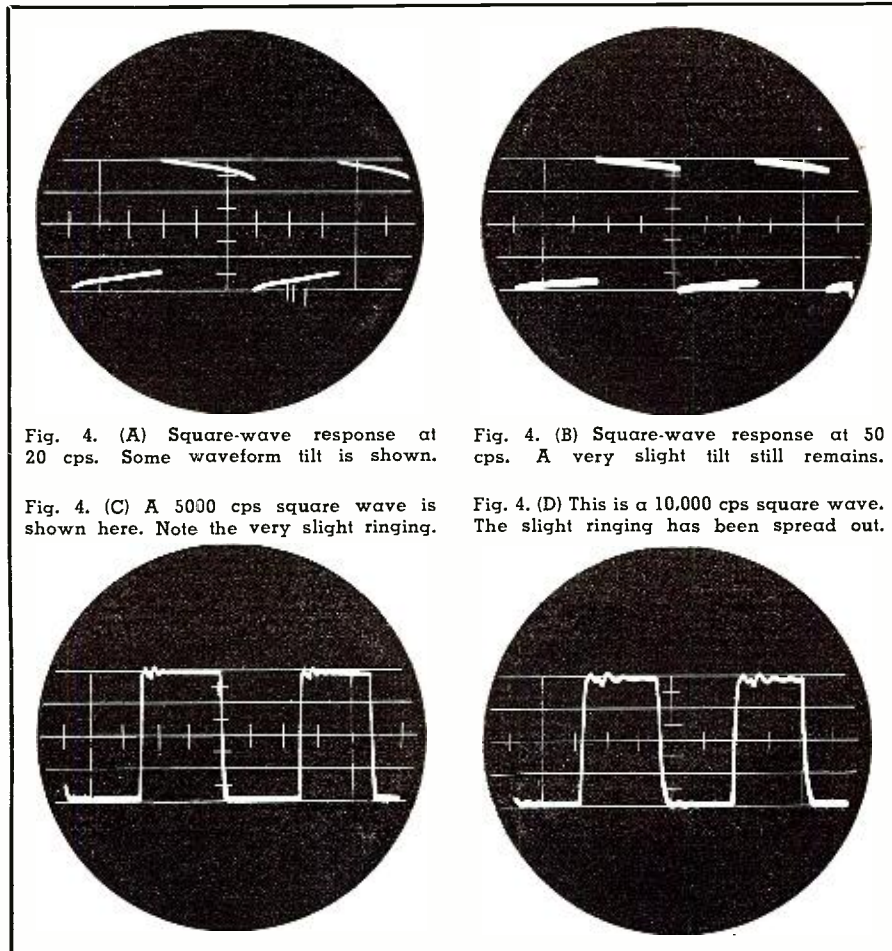 Fig. 4. (A) Square-wave response at
20 cps. Some waveform tilt is shown.
Fig. 4. (B) Square-wave response at 50
cps. A very slight tilt still remains.
Fig. 4. (C) A 5000 cps square wave is
shown here. Note the very slight ringing.
Fig. 4. (D) This is a 10,000 cps square wave.
The slight ringing has been spread out.